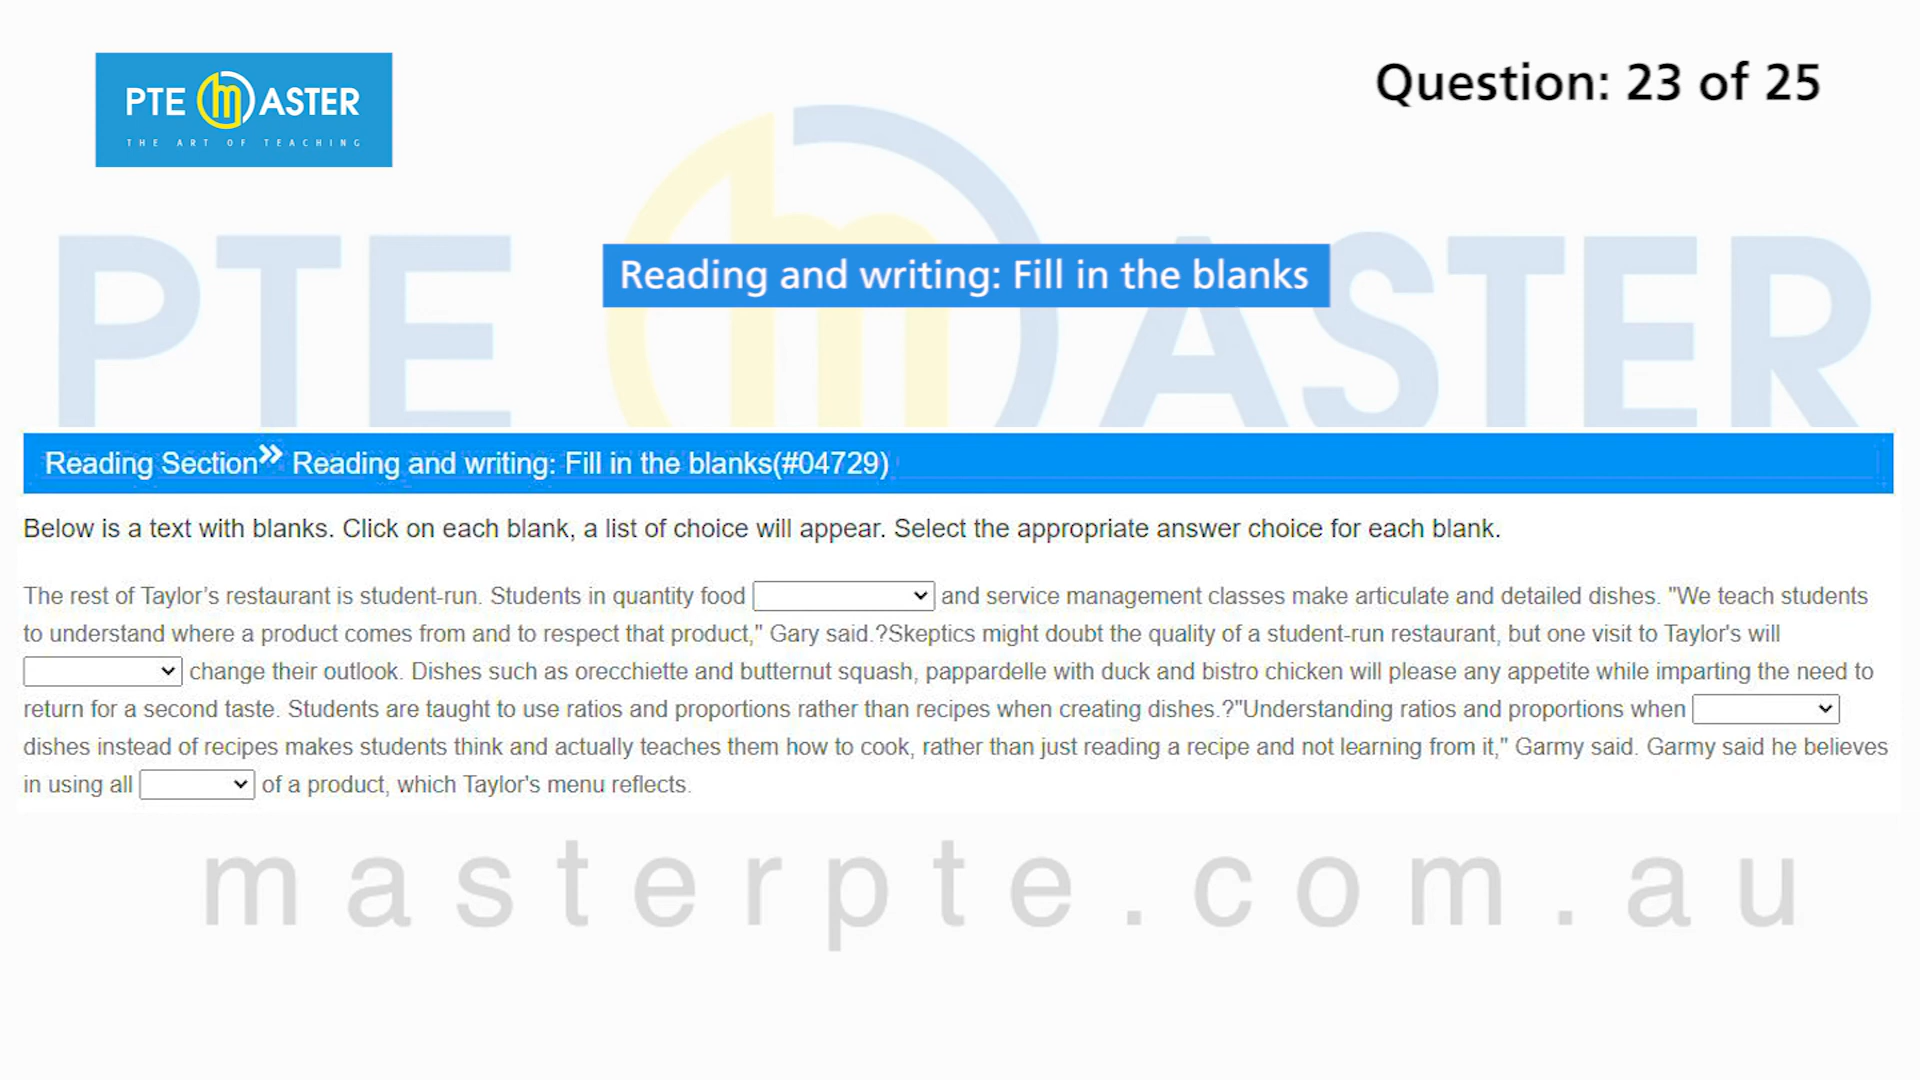 PTE MASTER
THE ART OF TEACHING
Question: 23 of 25
PTE MASTER
Reading and writing: Fill in the blanks
Reading Section» Reading and writing: Fill in the blanks(#04729)
Below is a text with blanks. Click on each blank, a list of choice will appear. Select the appropriate answer choice for each blank.
The rest of Taylor’s restaurant is student-run. Students in quantity food and service management classes make articulate and detailed dishes. "We teach students
to understand where a product comes from and to respect that product," Gary said.?Skeptics might doubt the quality of a student-run restaurant, but one visit to Taylor's will
change their outlook. Dishes such as orecchiette and butternut squash, pappardelle with duck and bistro chicken will please any appetite while imparting the need to
return for a second taste. Students are taught to use ratios and proportions rather than recipes when creating dishes.?"Understanding ratios and proportions when
dishes instead of recipes makes students think and actually teaches them how to cook, rather than just reading a recipe and not learning from it," Garmy said. Garmy said he believes
in using all of a product, which Taylor's menu reflects.
masterpte.com.au